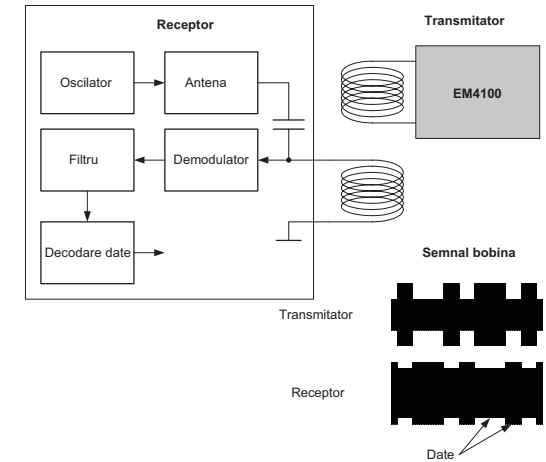 Receptor
Transmitator
Oscilator
Antena
EM4100
Filtru
Demodulator
Decodare date
Semnal bobina
Transmitator
Receptor
Date